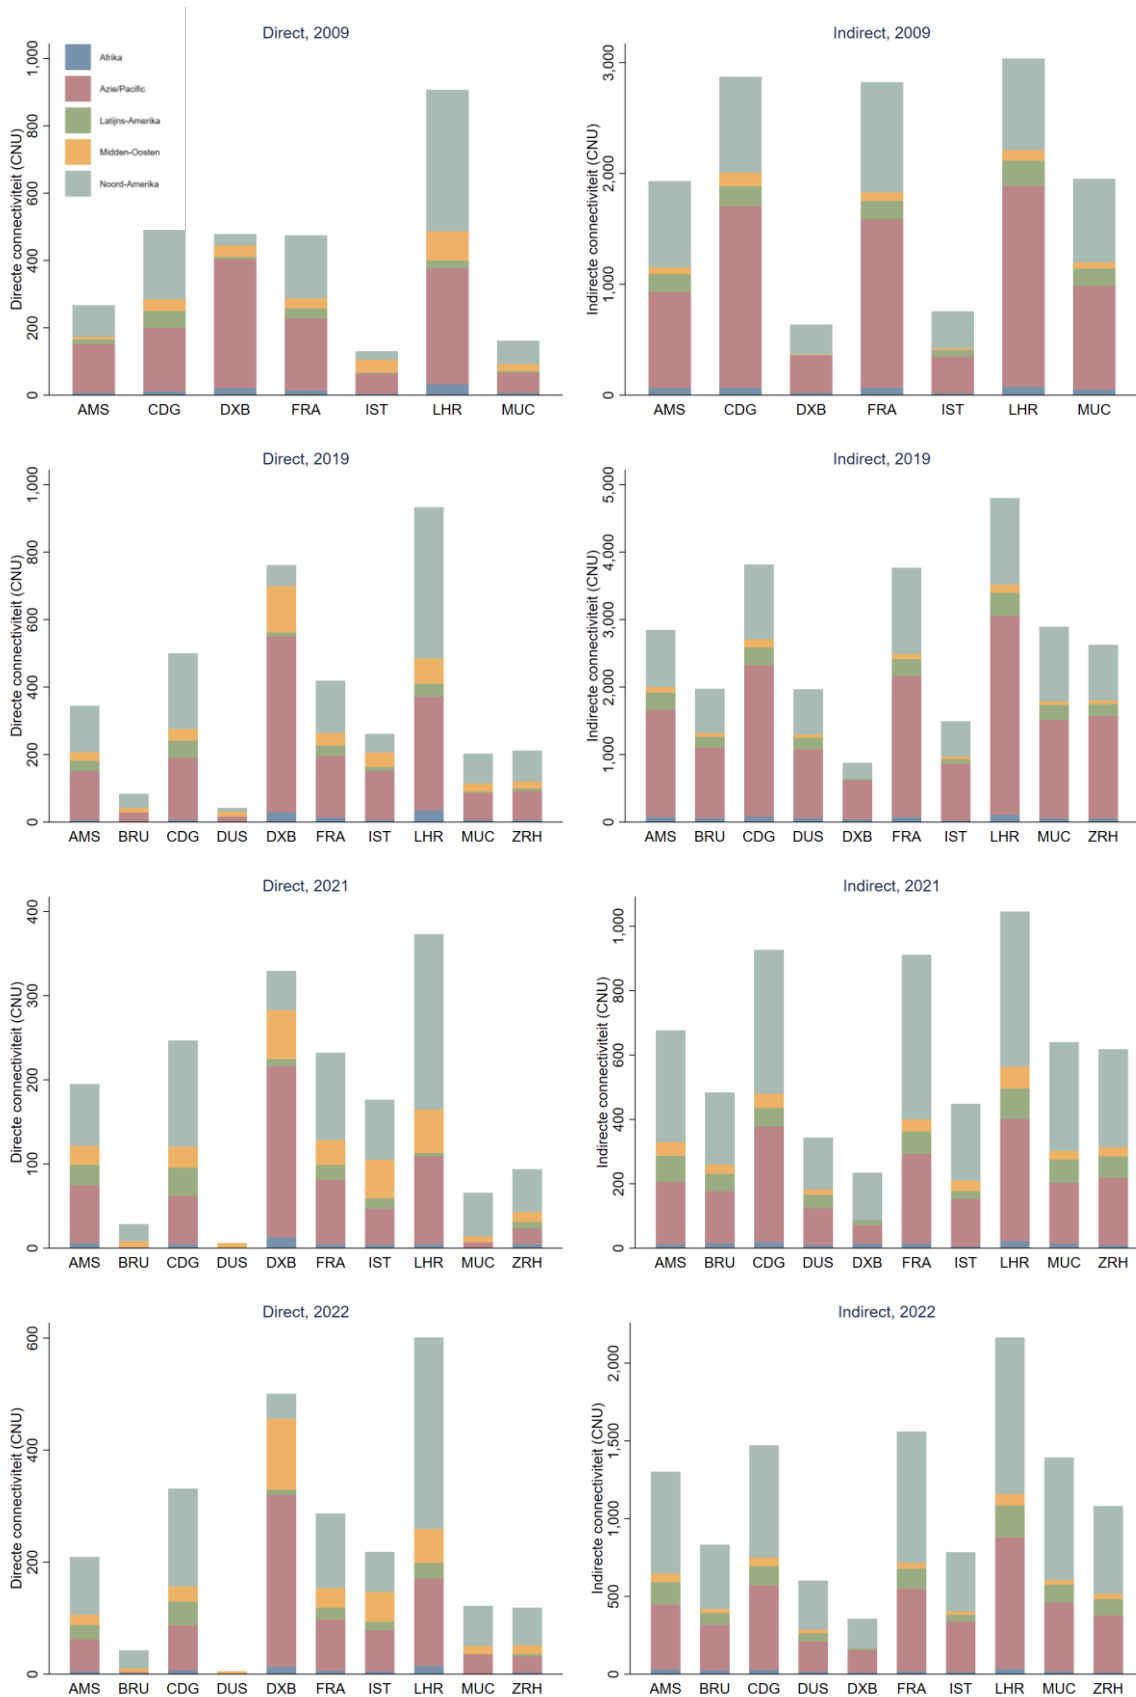 Direct, 2009
Directe connectiviteit (CNU)
1,000
800
600
400
200
0
Afrika
Azie/Pacific
Latijns-Amerika
Midden-Oosten
Noord-Amerika
AMS CDG DXB FRA IST LHR MUC
Indirect, 2009
Indirecte connectiviteit (CNU)
3,000
2,000
1,000
0
AMS CDG DXB FRA IST LHR MUC
Direct, 2019
Directe connectiviteit (CNU)
1,000
800
600
400
200
0
AMS BRU CDG DUS DXB FRA IST LHR MUC ZRH
Indirect, 2019
Indirecte connectiviteit (CNU)
5,000
4,000
3,000
2,000
1,000
0
AMS BRU CDG DUS DXB FRA IST LHR MUC ZRH
Direct, 2021
Directe connectiviteit (CNU)
400
300
200
100
0
AMS BRU CDG DUS DXB FRA IST LHR MUC ZRH
Indirect, 2021
Indirecte connectiviteit (CNU)
1,000
800
600
400
200
0
AMS BRU CDG DUS DXB FRA IST LHR MUC ZRH
Direct, 2022
Directe connectiviteit (CNU)
600
400
200
0
AMS BRU CDG DUS DXB FRA IST LHR MUC ZRH
Indirect, 2022
Indirecte connectiviteit (CNU)
2,000
1,500
1,000
500
0
AMS BRU CDG DUS DXB FRA IST LHR MUC ZRH